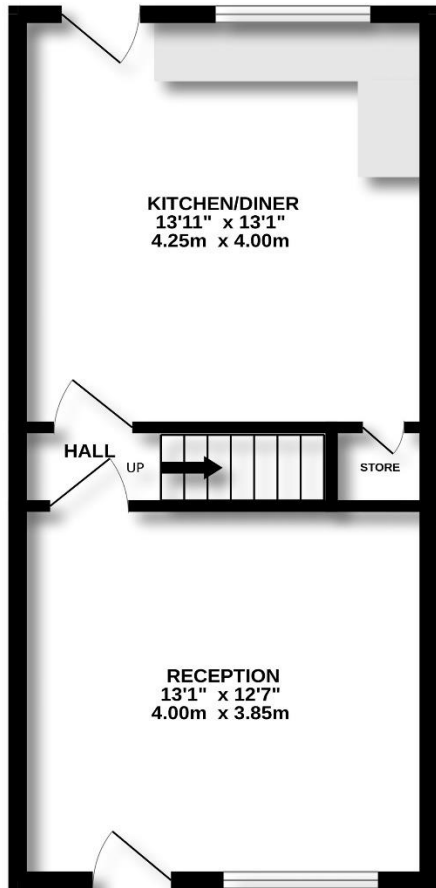 KITCHEN/DINER
13'11" x 13'1"
4.25m x 4.00m
HALL
UP
STORE
RECEPTION
13'1" x 12'7"
4.00m x 3.85m